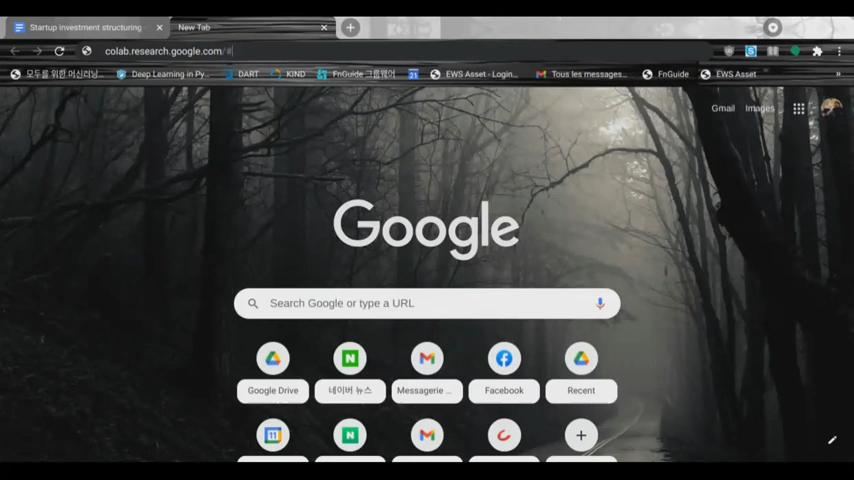 Startup investment structuring
New Tab
colab.research.google.com/#
모두를 위한 머신러닝...
Deep Learning in Py...
DART
KIND
FnGuide 그룹웨어
21
EWS Asset - Login...
Tous les messages...
FnGuide
EWS Asset
»
Gmail
Images
Google
Search Google or type a URL
N
Google Drive
네이버 뉴스
Messagerie ...
Facebook
Recent
11
N